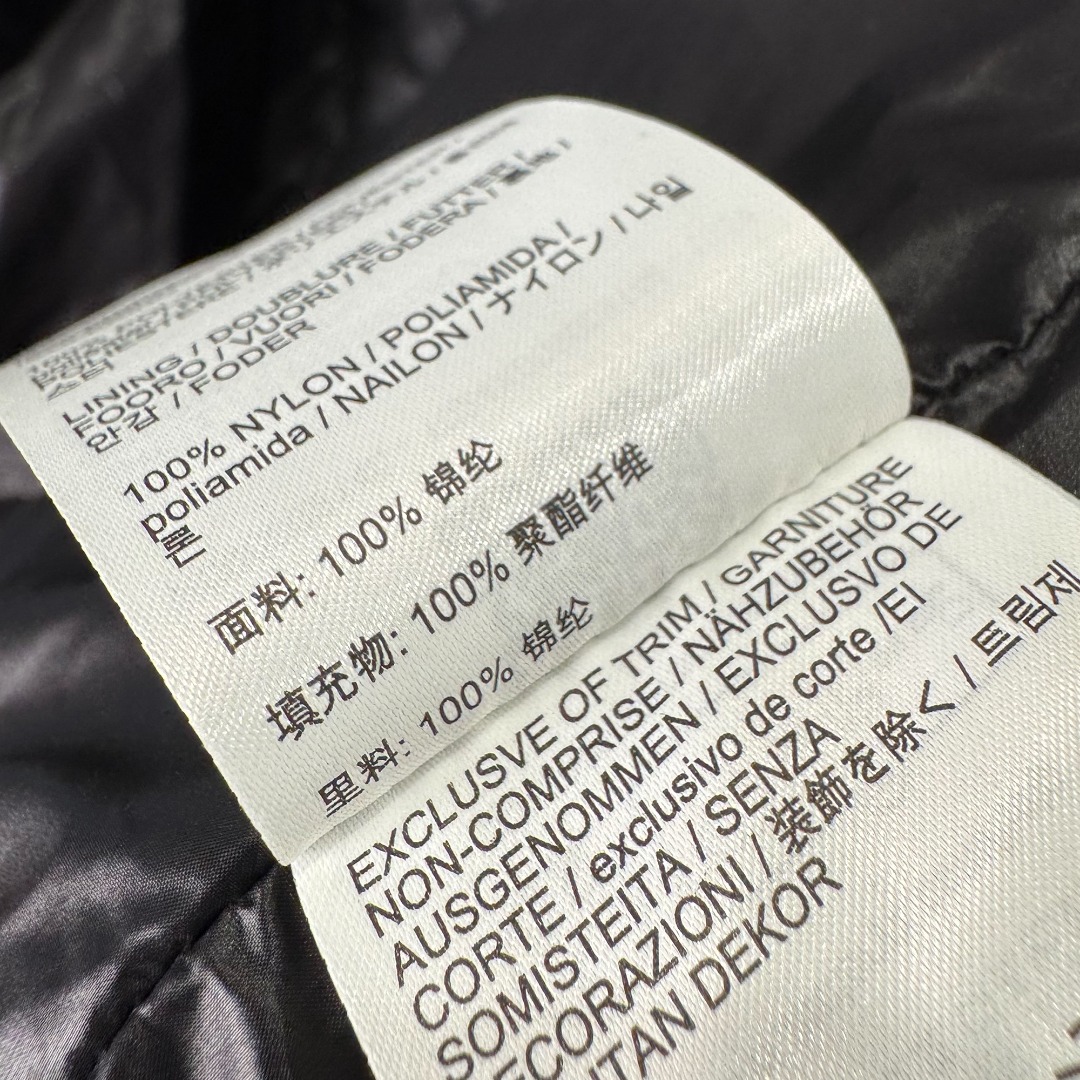 LINING / DOUBLURE / FUTTER /
FOORO / VUORI / FODERA /
안감 / FODER
100% NYLON / POLIAMIDA /
poliamida / NAILON / ナイロン / 나일
론
面料: 100% 锦纶
填充物: 100% 聚酯纤维
里料: 100% 锦纶
EXCLUSVE OF TRIM / GARNITURE
NON-COMPRISE / NÄHZUBEHÖR
AUSGENOMMEN / EXCLUSVO DE
CORTE / exclusivo de corte /EI
SOMISTEITA / SENZA
ECORAZIONI / 装飾を除く / 트림제
TAN DEKOR